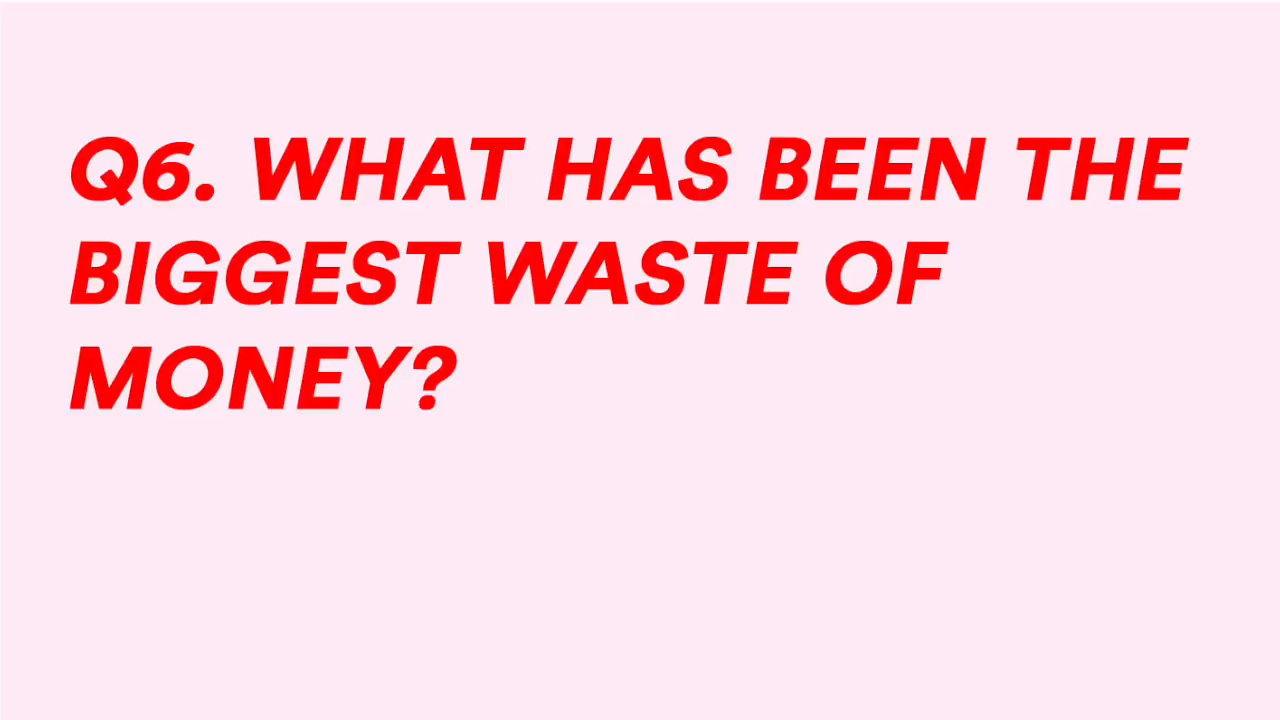 Q6. WHAT HAS BEEN THE
BIGGEST WASTE OF
MONEY?